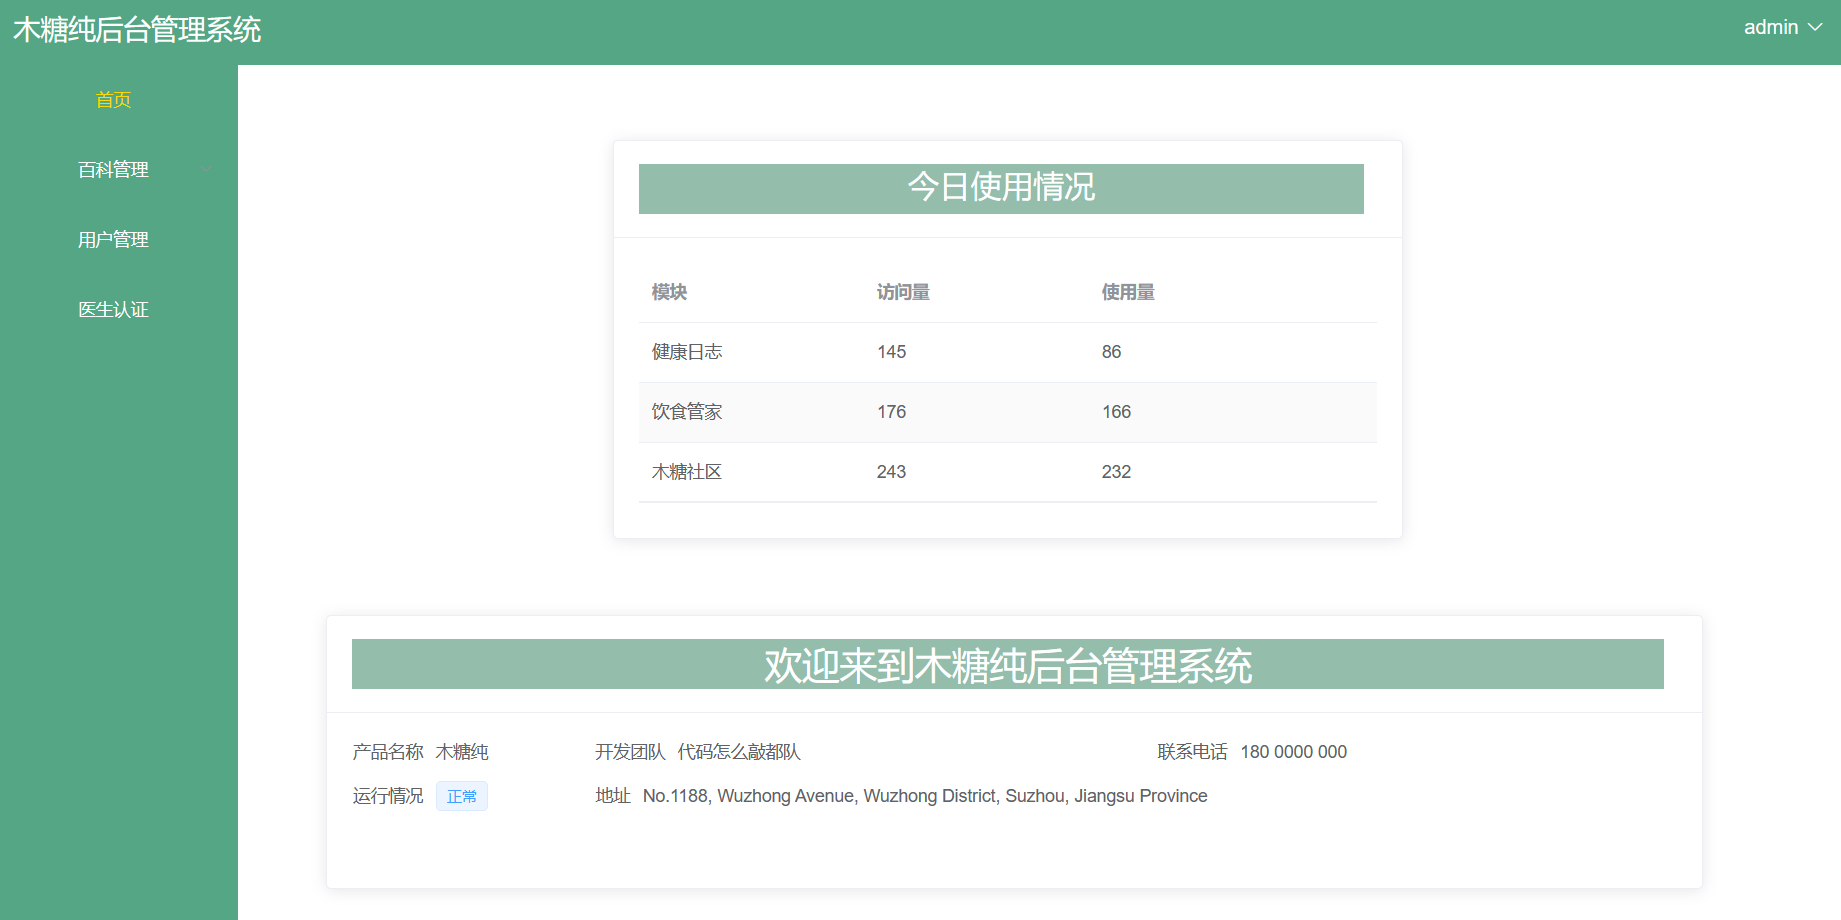 木糖纯后台管理系统
admin
首页
百科管理
用户管理
医生认证
今日使用情况
模块 访问量 使用量
健康日志 145 86
饮食管家 176 166
木糖社区 243 232
欢迎来到木糖纯后台管理系统
产品名称 木糖纯 开发团队 代码怎么敲都队 联系电话 180 0000 000
运行情况 正常 地址 No.1188, Wuzhong Avenue, Wuzhong District, Suzhou, Jiangsu Province